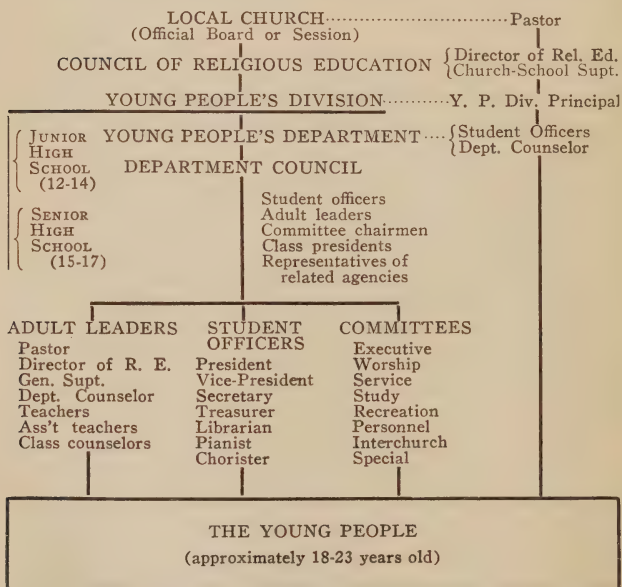 LOCAL CHURCH Pastor
(Official Board or Session)
COUNCIL OF RELIGIOUS EDUCATION Director of Rel. Ed.
Church-School Supt.
YOUNG PEOPLE'S DIVISION Y. P. Div. Principal
JUNIOR HIGH SCHOOL (12-14)
YOUNG PEOPLE'S DEPARTMENT Student Officers
Dept. Counselor
DEPARTMENT COUNCIL
SENIOR HIGH SCHOOL (15-17)
Student officers
Adult leaders
Committee chairmen
Class presidents
Representatives of
related agencies
ADULT LEADERS
Pastor
Director of R. E.
Gen. Supt.
Dept. Counselor
Teachers
Ass't teachers
Class counselors
STUDENT
OFFICERS
President
Vice-President
Secretary
Treasurer
Librarian
Pianist
Chorister
COMMITTEES
Executive
Worship
Service
Study
Recreation
Personnel
Interchurch
Special
THE YOUNG PEOPLE
(approximately 18-23 years old)